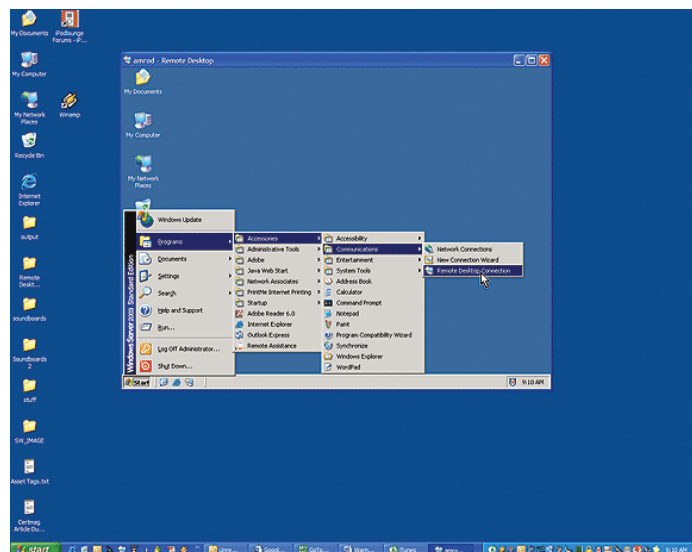 My Documents
iPodlounge
Forums - iP...
My Computer
My Network
Places
Winamp
Recycle Bin
Internet
Explorer
output
Remote
Deskt...
soundboards
Soundboards
2
stuff
SW_IMAGE
Asset Tags.txt
Certmag
Article Du...
amrod - Remote Desktop
My Documents
My Computer
My Network
Places
Windows Server 2003 Standard Edition
Windows Update
Programs
Documents
Settings
Search
Help and Support
Run...
Log Off Administrator...
Shut Down...
Accessories
Administrative Tools
Adobe
Java Web Start
Network Associates
PrintMe Internet Printing
Startup
Adobe Reader 6.0
Internet Explorer
Outlook Express
Remote Assistance
Accessibility
Communications
Entertainment
System Tools
Address Book
Calculator
Command Prompt
Notepad
Paint
Program Compatibility Wizard
Synchronize
Windows Explorer
WordPad
Network Connections
New Connection Wizard
Remote Desktop Connection
Start
9:10 AM
start
Unre...
Good...
GoTo...
Warn...
iTunes
amro...
9:10 AM